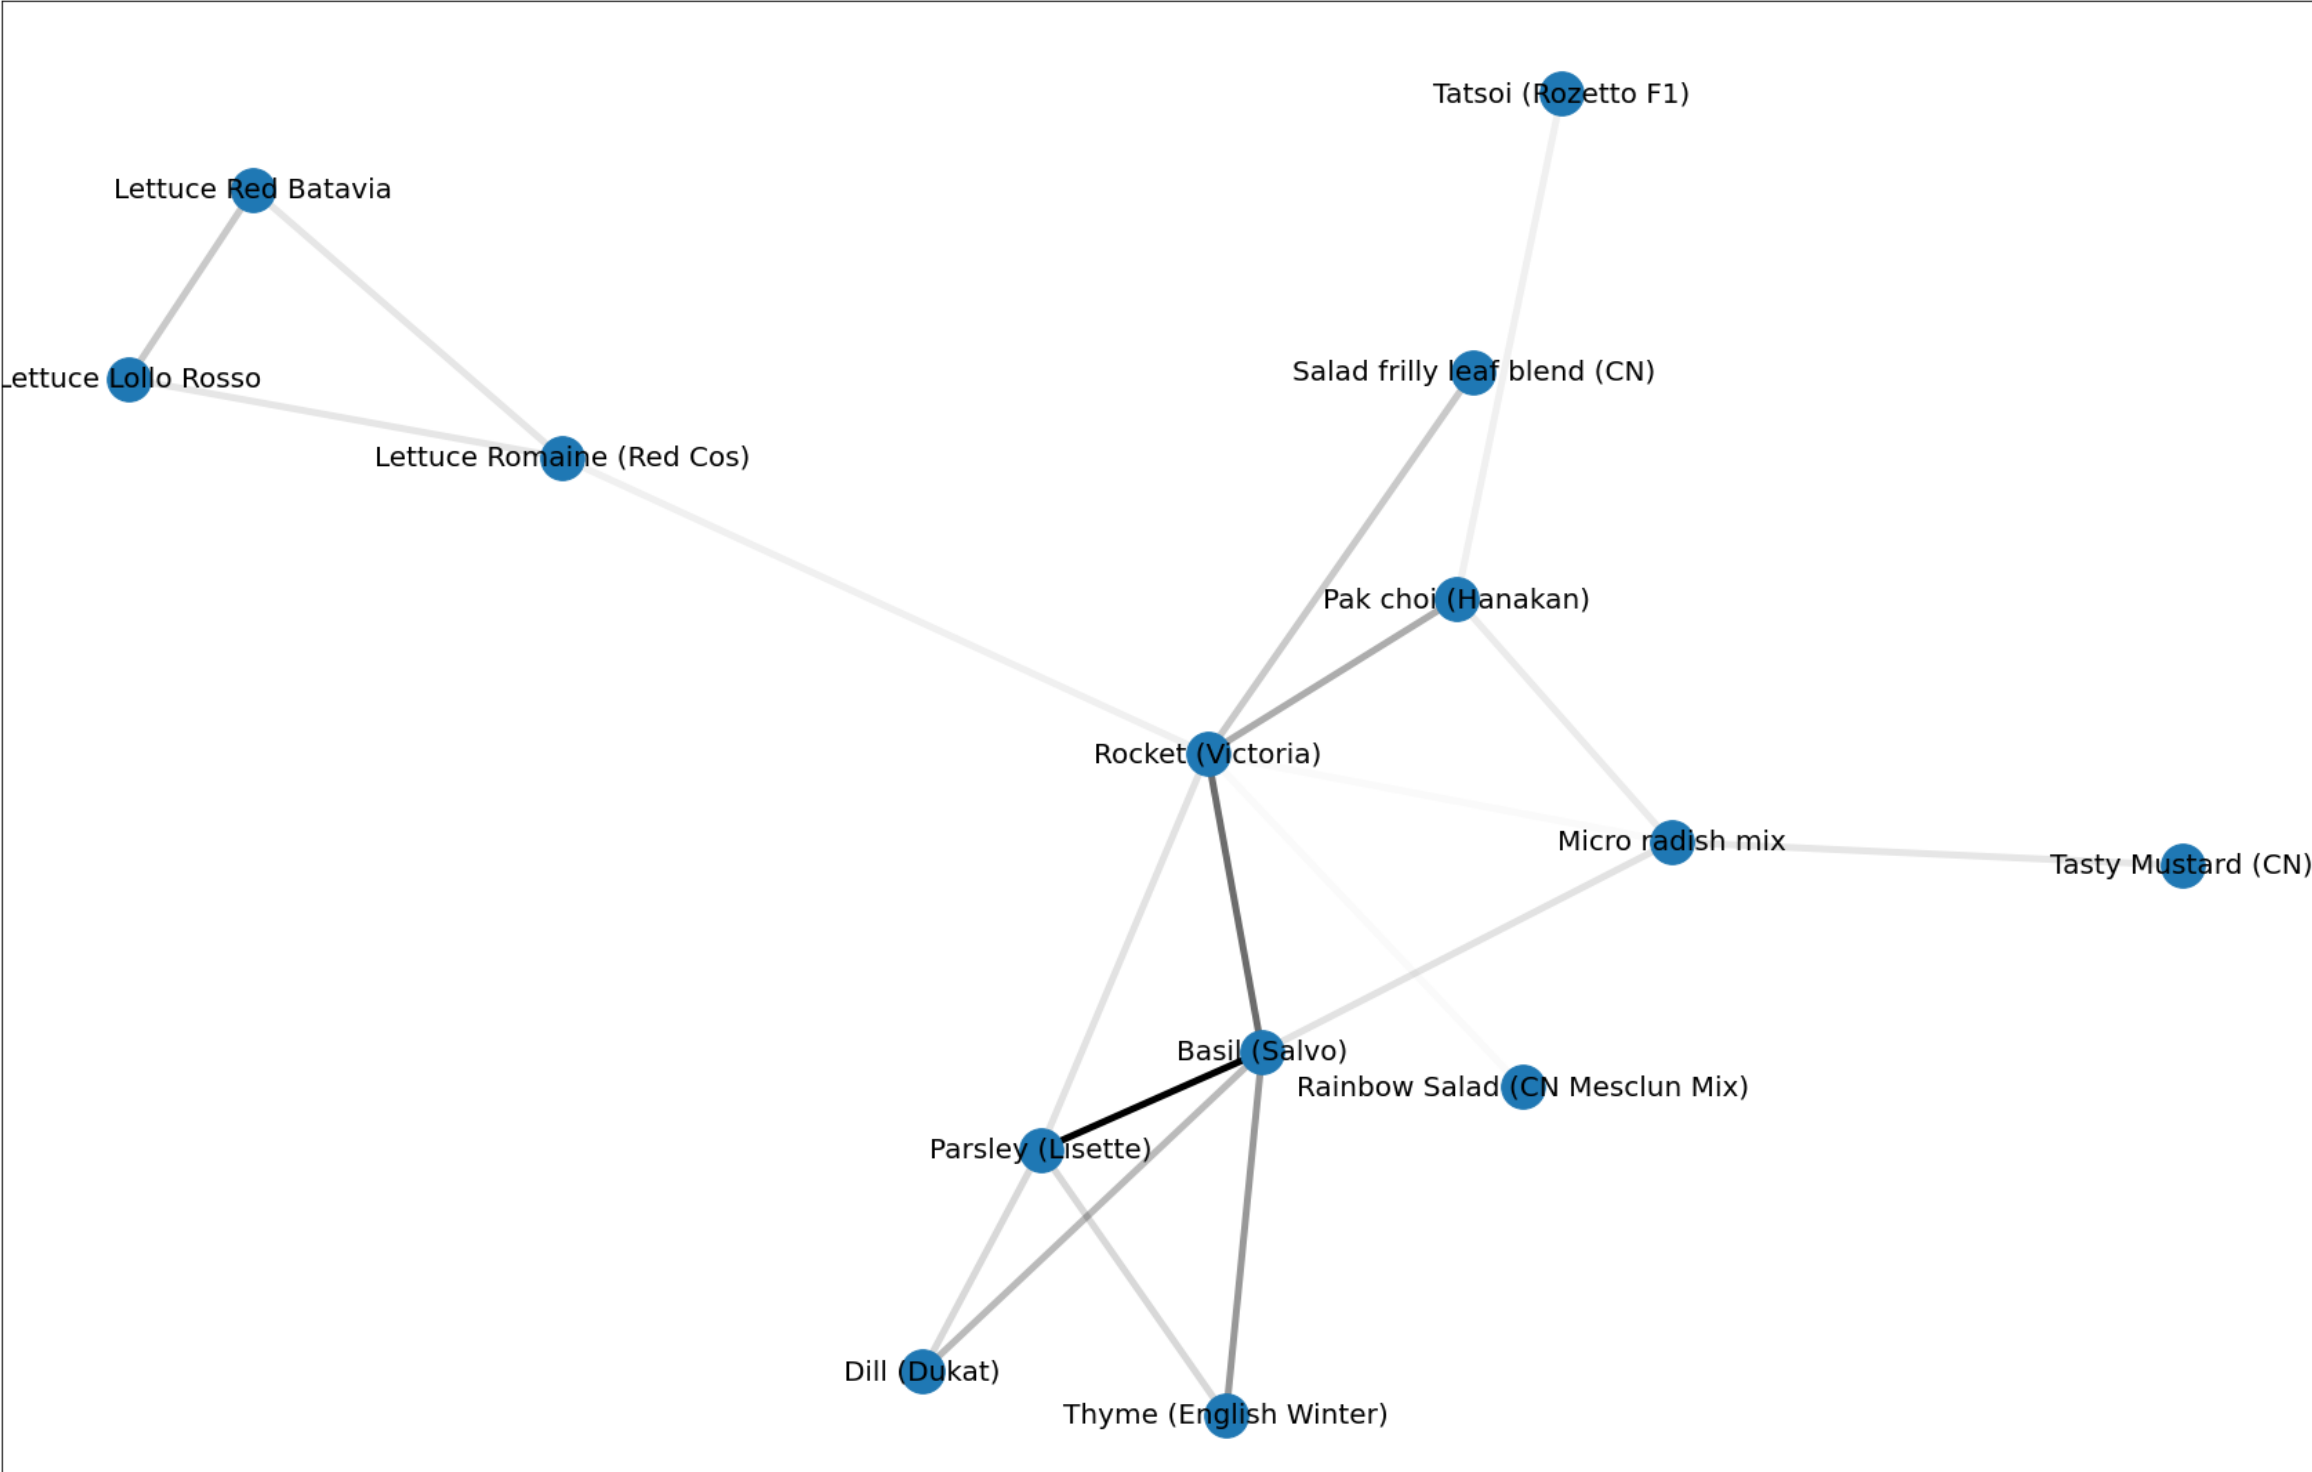 Tatsoi (Rozetto F1)
Lettuce Red Batavia
Salad frilly leaf blend (CN)
Lettuce Lollo Rosso
Lettuce Romaine (Red Cos)
Pak choi (Hanakan)
Rocket (Victoria)
Micro radish mix
Tasty Mustard (CN)
Basil (Salvo)
Rainbow Salad (CN Mesclun Mix)
Parsley (Lisette)
Dill (Dukat)
Thyme (English Winter)